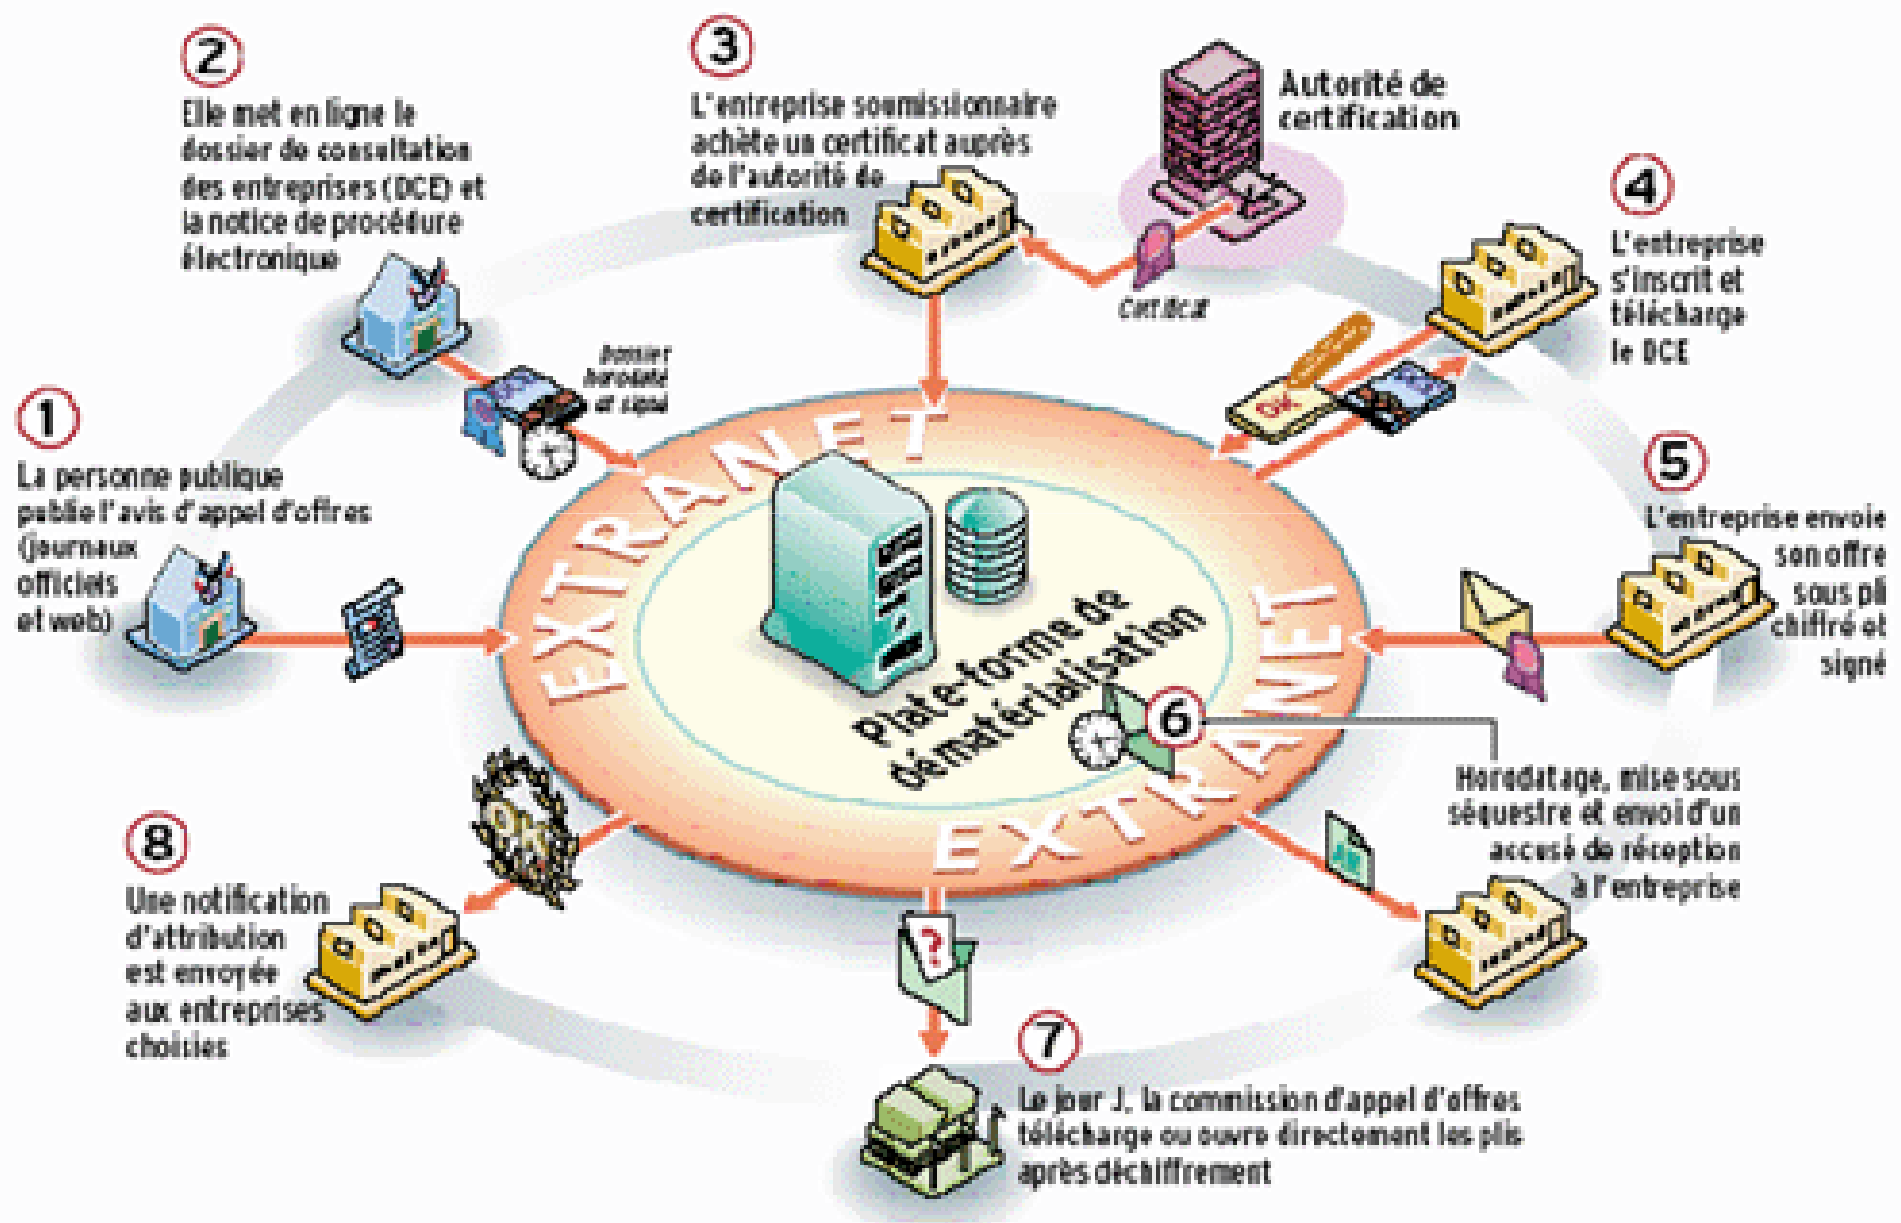 1
La personne publique
publie l'avis d'appel d'offres
(journaux
officiels
et web)
2
Elle met en ligne le
dossier de consultation
des entreprises (DCE) et
la notice de procédure
électronique
Dossier
horodaté
et signé
DCE
3
L'entreprise soumissionnaire
achète un certificat auprès
de l'autorité de
certification
Autorité de
certification
Certificat
4
L'entreprise
s'inscrit et
télécharge
le DCE
OK
DCE
5
L'entreprise envoie
son offre
sous pli
chiffré et
signé
EXTRANET
Plate-forme de
dématérialisation
EXTRANET
6
Horodatage, mise sous
séquestre et envoi d'un
accusé de réception
à l'entreprise
AR
7
Le jour J, la commission d'appel d'offres
télécharge ou ouvre directement les plis
après déchiffrement
?
8
Une notification
d'attribution
est envoyée
aux entreprises
choisies
OK